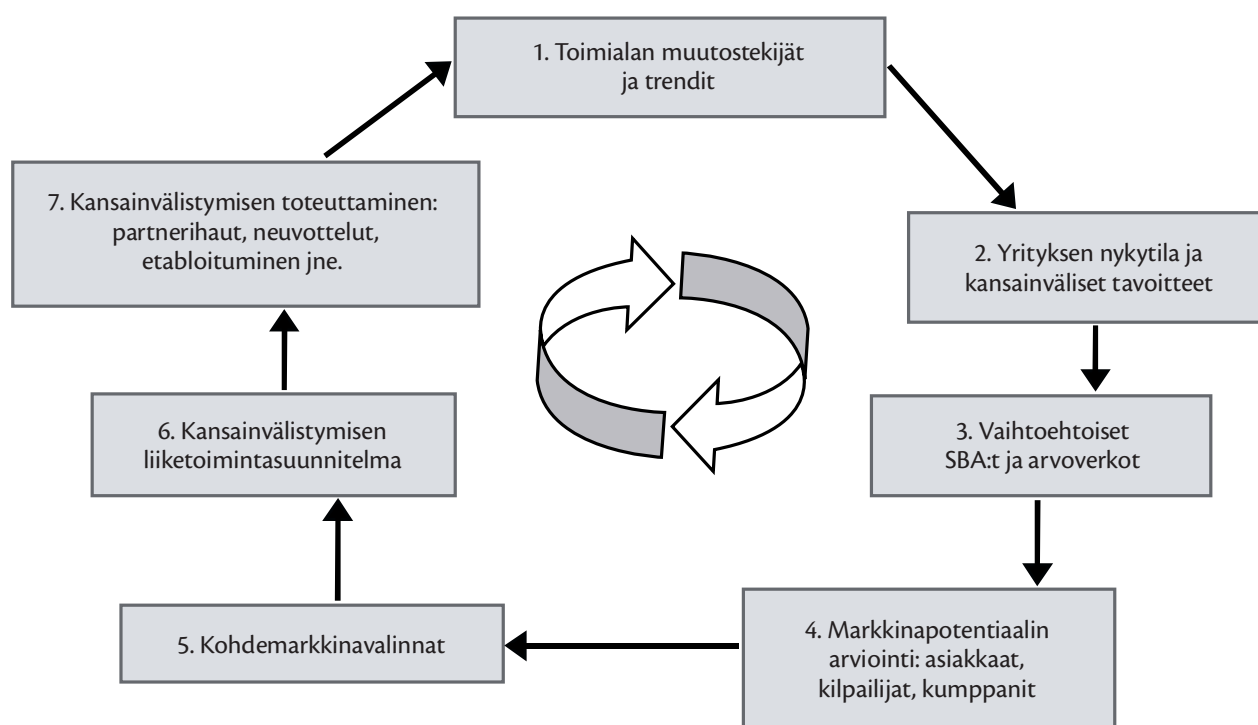 1. Toimialan muutostekijät
ja trendit
2. Yrityksen nykytila ja
kansainväliset tavoitteet
3. Vaihtoehtoiset
SBA:t ja arvoverkot
4. Markkinapotentiaalin
arviointi: asiakkaat,
kilpailijat, kumppanit
5. Kohdemarkkinavalinnat
6. Kansainvälistymisen
liiketoimintasuunnitelma
7. Kansainvälistymisen toteuttaminen:
partnerihaut, neuvottelut,
etabloituminen jne.